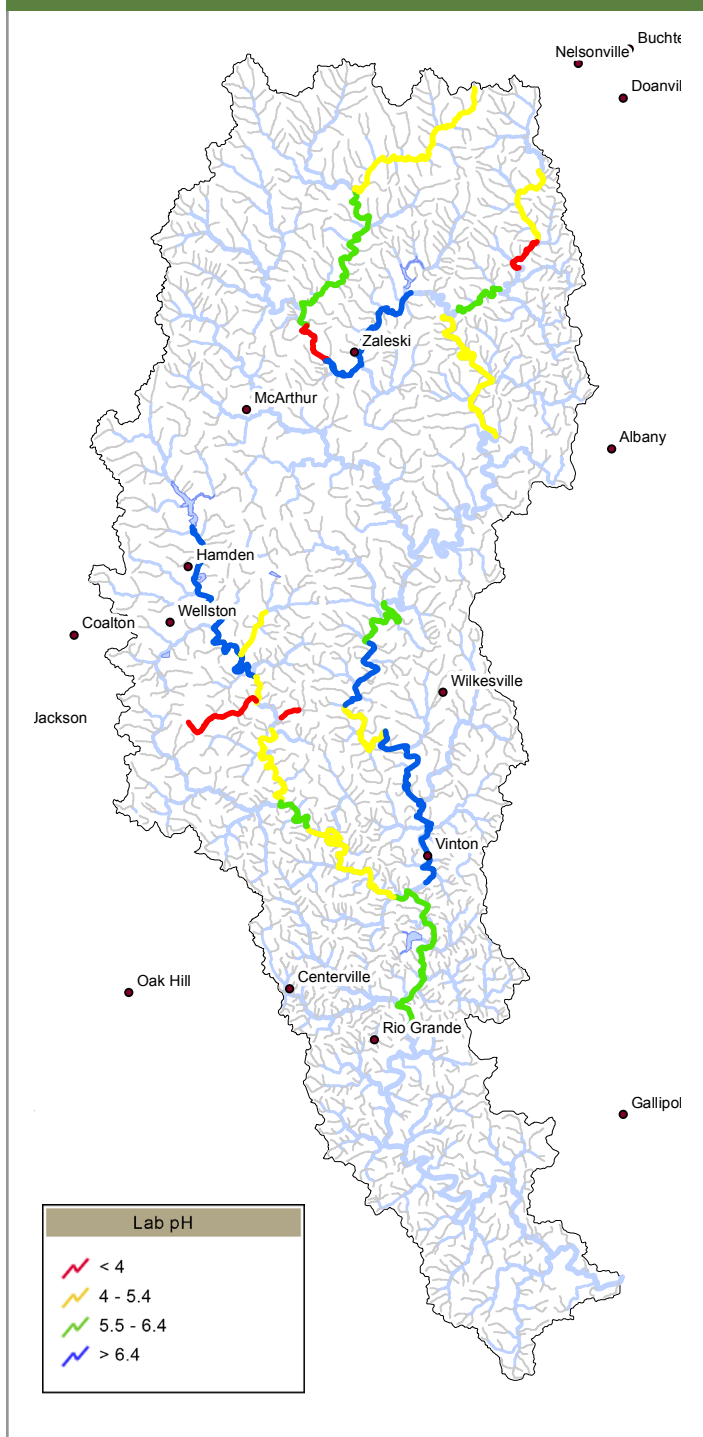 Buchte
Nelsonville
Doanvil
Zaleski
McArthur
Albany
Hamden
Wellston
Coalton
Wilkesville
Jackson
Vinton
Centerville
Oak Hill
Rio Grande
Gallipol
Lab pH
< 4
4 - 5.4
5.5 - 6.4
> 6.4